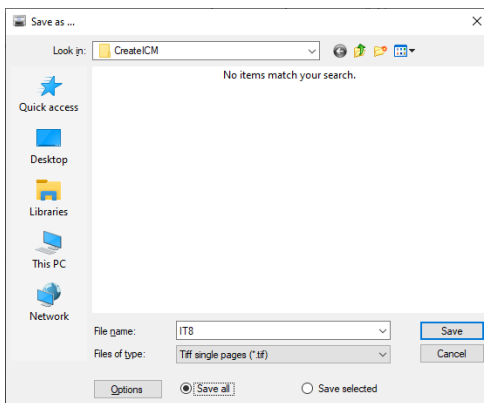 Save as ...
Look in: CreateICM
No items match your search.
Quick access
Desktop
Libraries
This PC
Network
File name: IT8 Save
Files of type: Tiff single pages (*.tif) Cancel
Options Save all Save selected